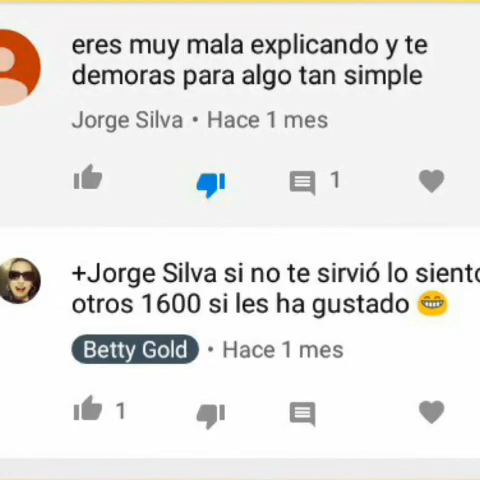 eres muy mala explicando y te
demoras para algo tan simple
Jorge Silva • Hace 1 mes
1
+Jorge Silva si no te sirvió lo siento
otros 1600 si les ha gustado 😁
Betty Gold • Hace 1 mes
1